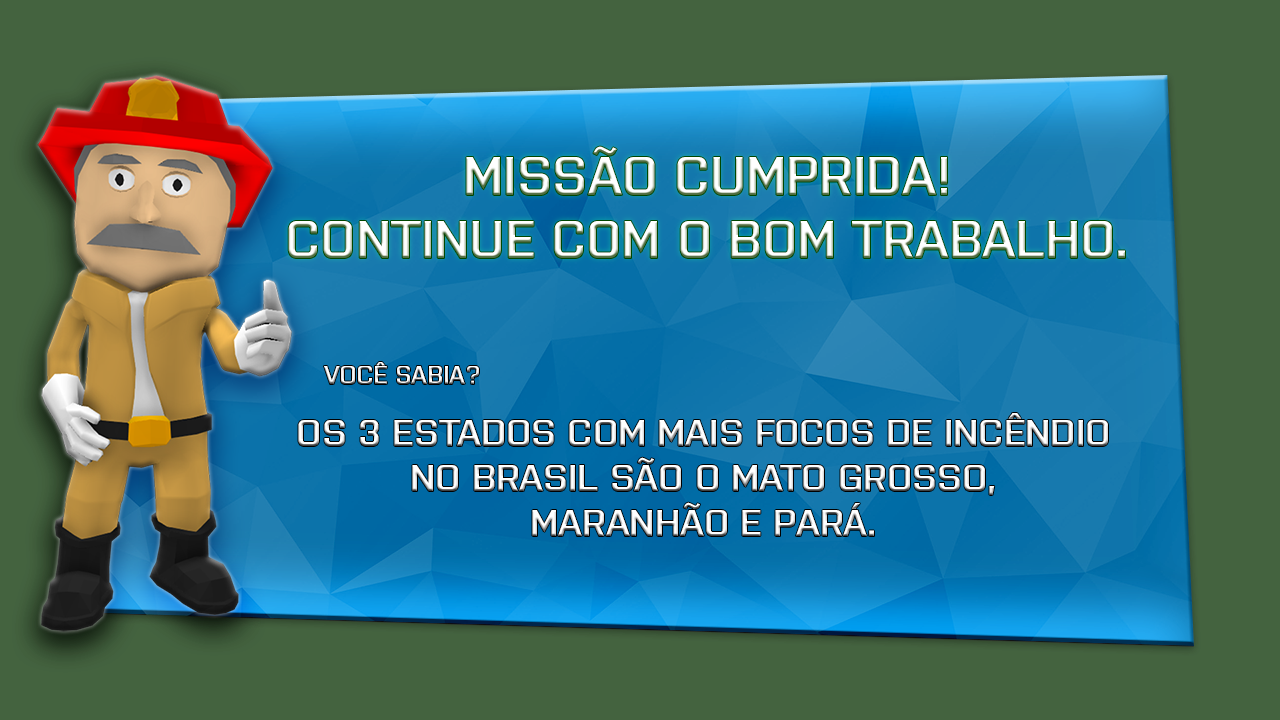 MISSÃO CUMPRIDA!
CONTINUE COM O BOM TRABALHO.
VOCÊ SABIA?
OS 3 ESTADOS COM MAIS FOCOS DE INCÊNDIO
NO BRASIL SÃO O MATO GROSSO,
MARANHÃO E PARÁ.